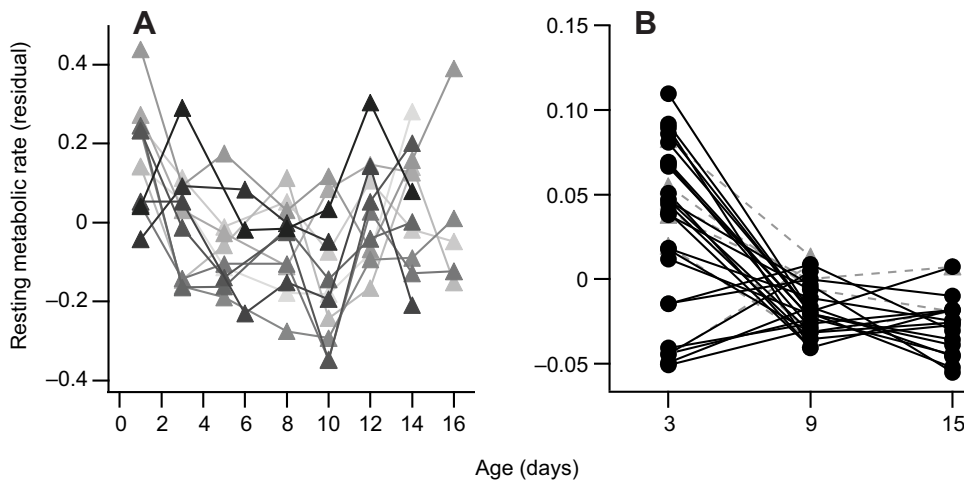 A
B
Resting metabolic rate (residual)
0.4
0.2
0
–0.2
–0.4
0 2 4 6 8 10 12 14 16
0.15
0.10
0.05
0
–0.05
3 9 15
Age (days)